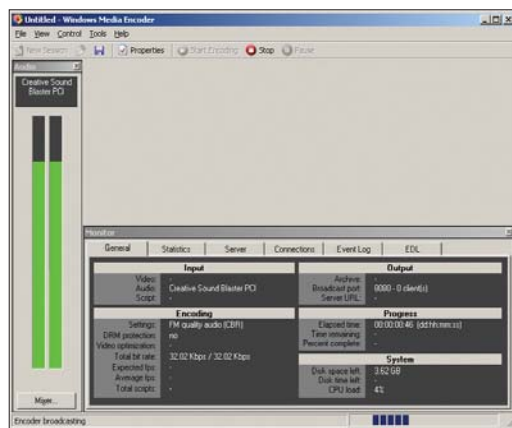 Untitled - Windows Media Encoder
File View Control Tools Help
New Session Properties Start Encoding Stop Pause
Audio
Creative Sound
Blaster PCI
Mixer...
Monitor
General Statistics Server Connections Event Log EDL
Input
Video: -
Audio: Creative Sound Blaster PCI
Script: -
Encoding
Settings: FM quality audio (CBR)
DRM protection: no
Video optimization: -
Total bit rate: 32.02 Kbps / 32.02 Kbps
Expected fps: -
Average fps: -
Total scripts: -
Output
Archive: -
Broadcast port: 8080 - 0 client(s)
Server URL: -
Progress
Elapsed time: 00:00:00:46 (dd:hh:mm:ss)
Time remaining: -
Percent complete: -
System
Disk space left: 3.62 GB
Disk time left: -
CPU load: 4%
Encoder broadcasting